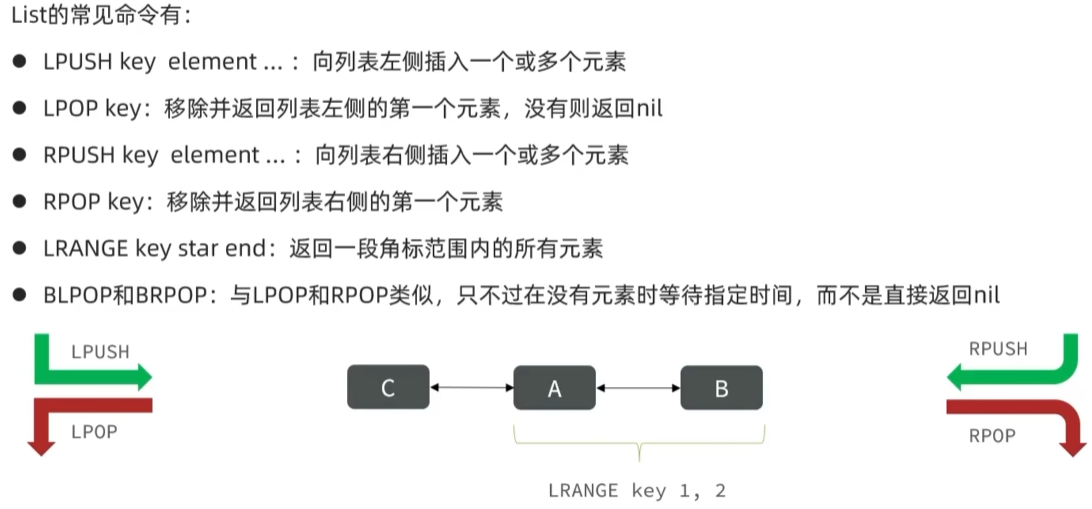 List的常见命令有：
● LPUSH key element ... ：向列表左侧插入一个或多个元素
● LPOP key：移除并返回列表左侧的第一个元素，没有则返回nil
● RPUSH key element ... ：向列表右侧插入一个或多个元素
● RPOP key：移除并返回列表右侧的第一个元素
● LRANGE key star end：返回一段角标范围内的所有元素
● BLPOP和BRPOP：与LPOP和RPOP类似，只不过在没有元素时等待指定时间，而不是直接返回nil
LPUSH
RPUSH
C
A
B
LPOP
RPOP
LRANGE key 1, 2